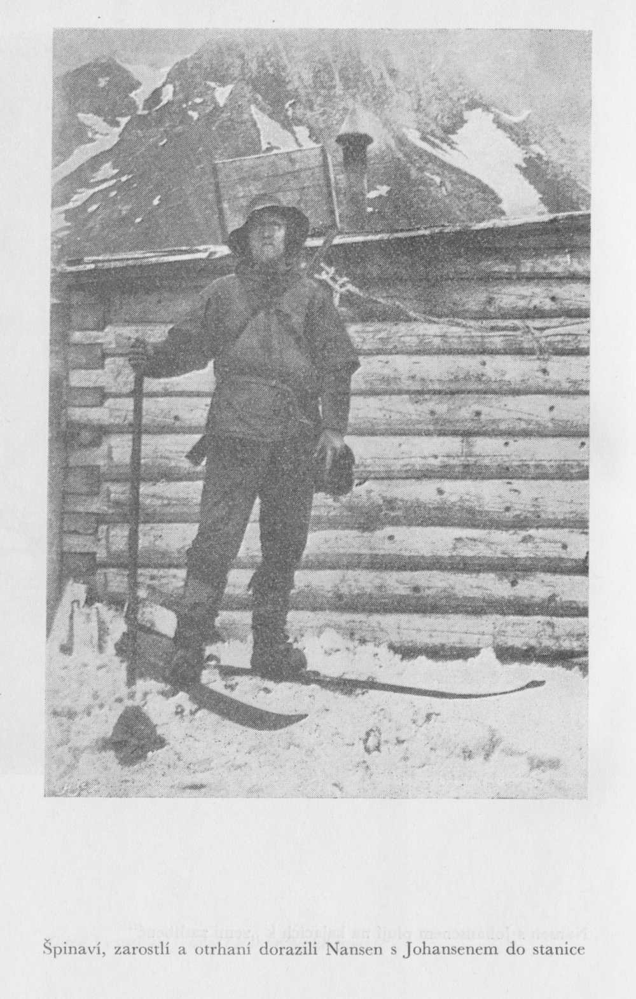 Špinaví, zarostlí a otrhaní dorazili Nansen s Johansenem do stanice